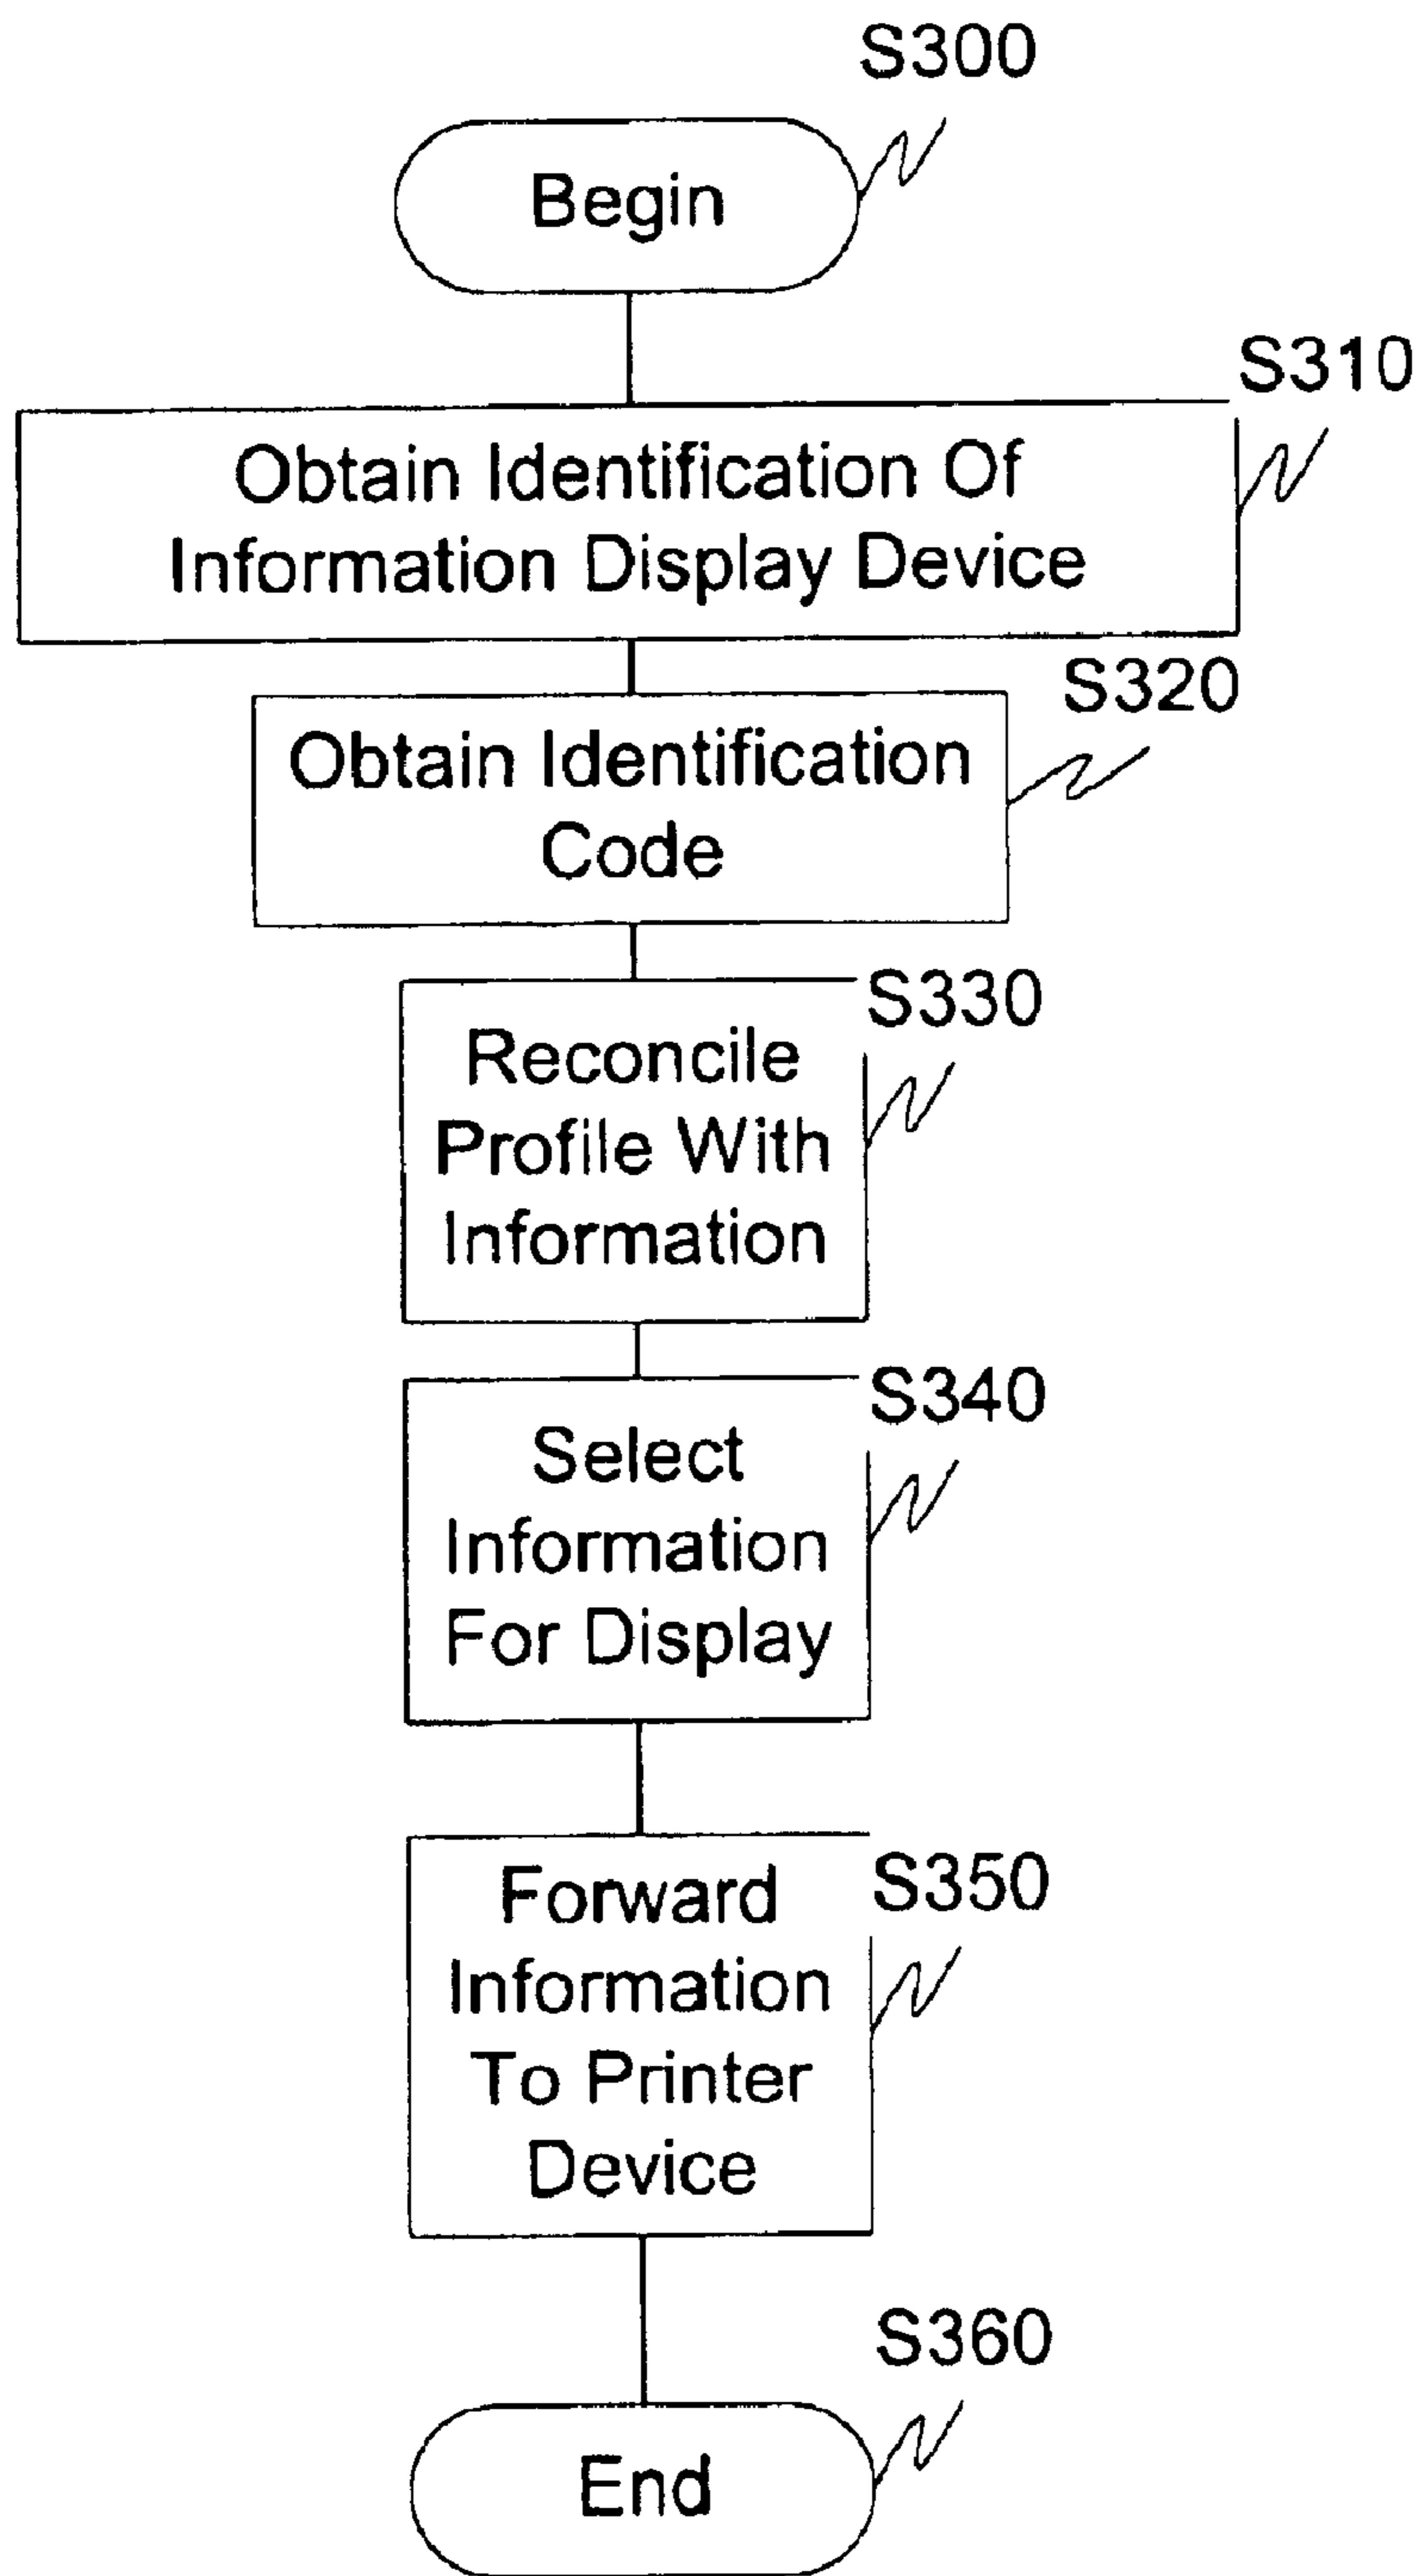 S300
Begin
S310
Obtain Identification Of
Information Display Device
S320
Obtain Identification
Code
S330
Reconcile
Profile With
Information
S340
Select
Information
For Display
S350
Forward
Information
To Printer
Device
S360
End